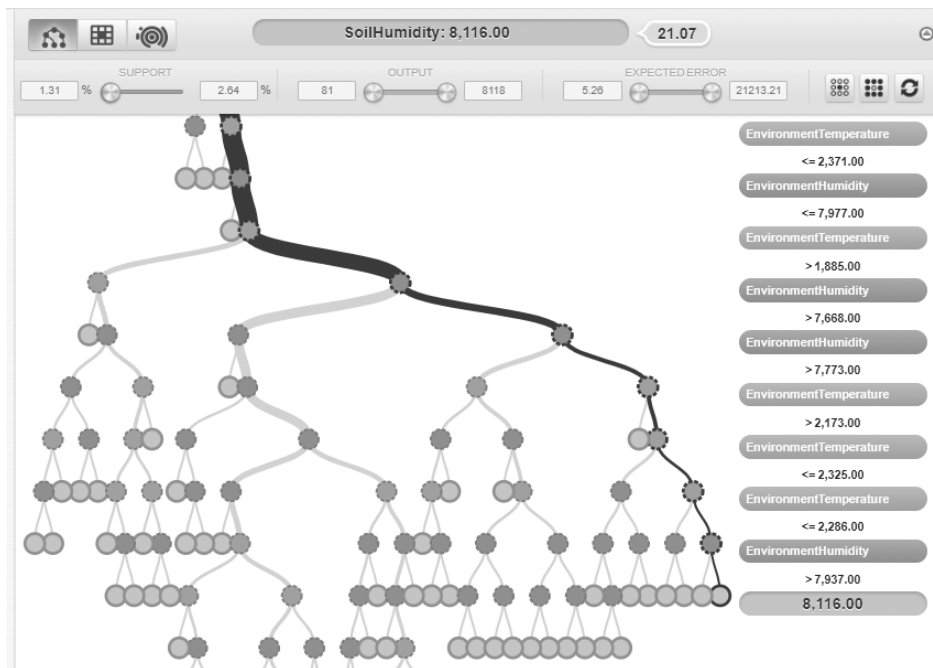 SoilHumidity: 8,116.00
21.07
SUPPORT
OUTPUT
EXPECTED ERROR
1.31 % 2.64 % 81 8118 5.26 21213.21
EnvironmentTemperature
<= 2,371.00
EnvironmentHumidity
<= 7,977.00
EnvironmentTemperature
> 1,885.00
EnvironmentHumidity
> 7,668.00
EnvironmentHumidity
> 7,773.00
EnvironmentTemperature
> 2,173.00
EnvironmentTemperature
<= 2,325.00
EnvironmentTemperature
<= 2,286.00
EnvironmentHumidity
> 7,937.00
8,116.00